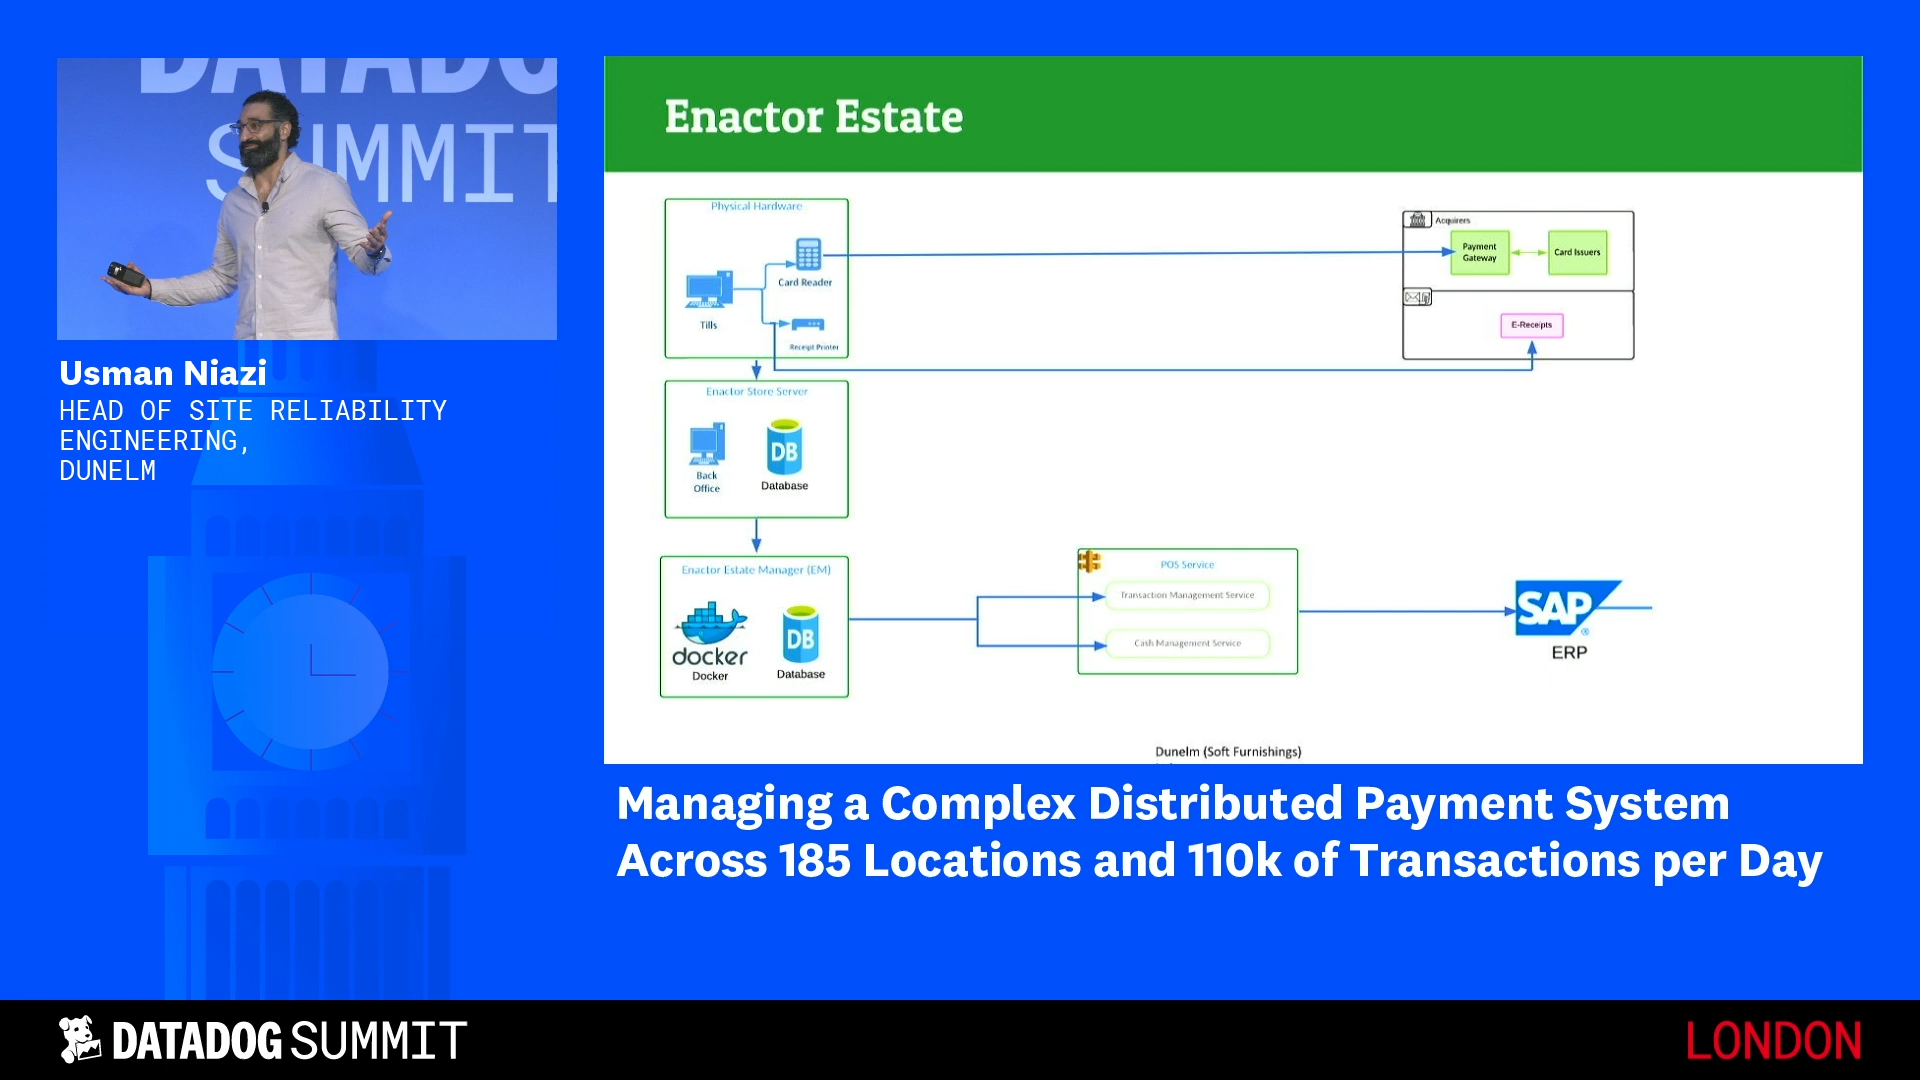 DATADOG
SUMMIT
Usman Niazi
HEAD OF SITE RELIABILITY
ENGINEERING,
DUNELM
Enactor Estate
Physical Hardware
Card Reader
Tills
Receipt Printer
Acquirers
Payment
Gateway
Card Issuers
E-Receipts
Enactor Store Server
Back
Office
DB
Database
Enactor Estate Manager (EM)
docker
Docker
DB
Database
POS Service
Transaction Management Service
Cash Management Service
SAP®
ERP
Dunelm (Soft Furnishings)
Managing a Complex Distributed Payment System
Across 185 Locations and 110k of Transactions per Day
DATADOG SUMMIT
LONDON